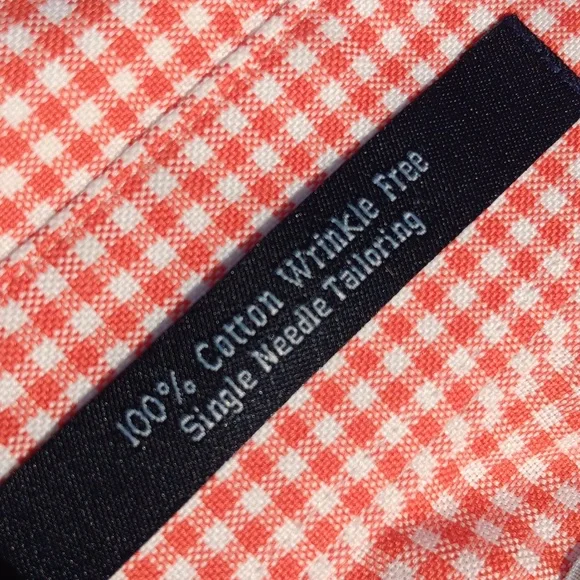 100% Cotton Wrinkle Free
Single Needle Tailoring